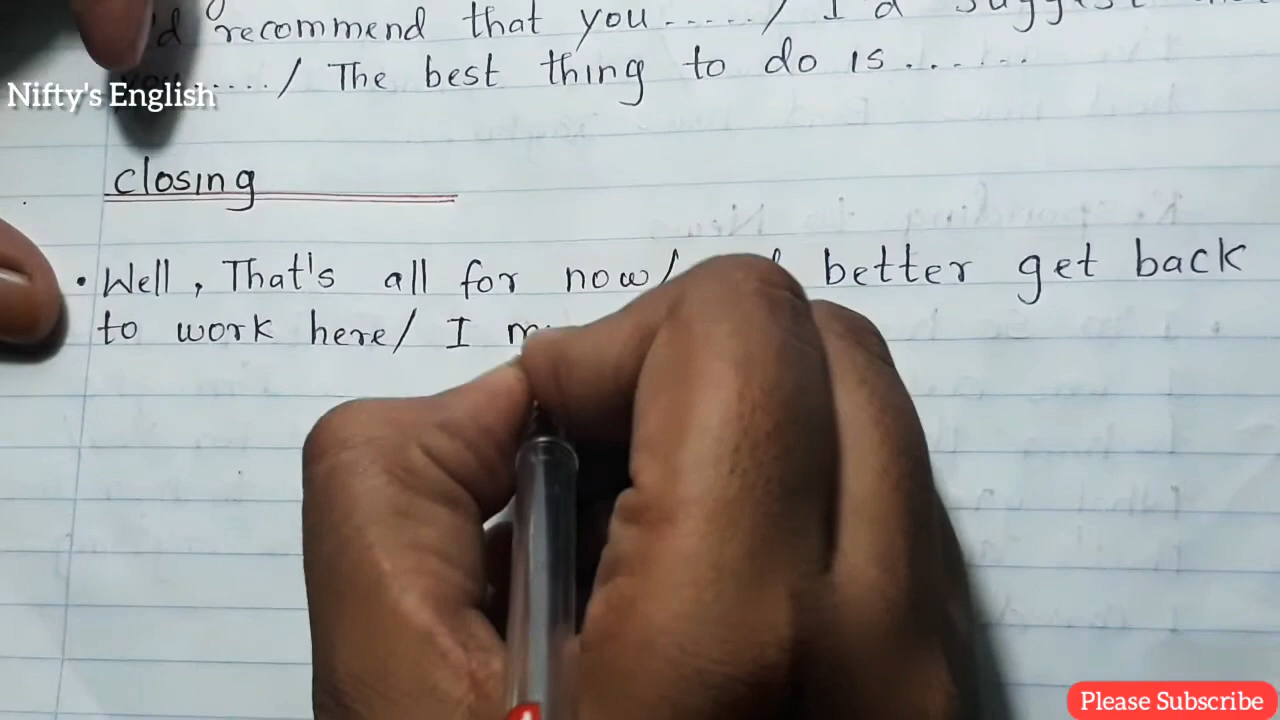 recommend that you...../ I'd suggest
..../ The best thing to do is......
Nifty's English
closing
• Well, That's all for now/ better get back
to work here/ I
Please Subscribe